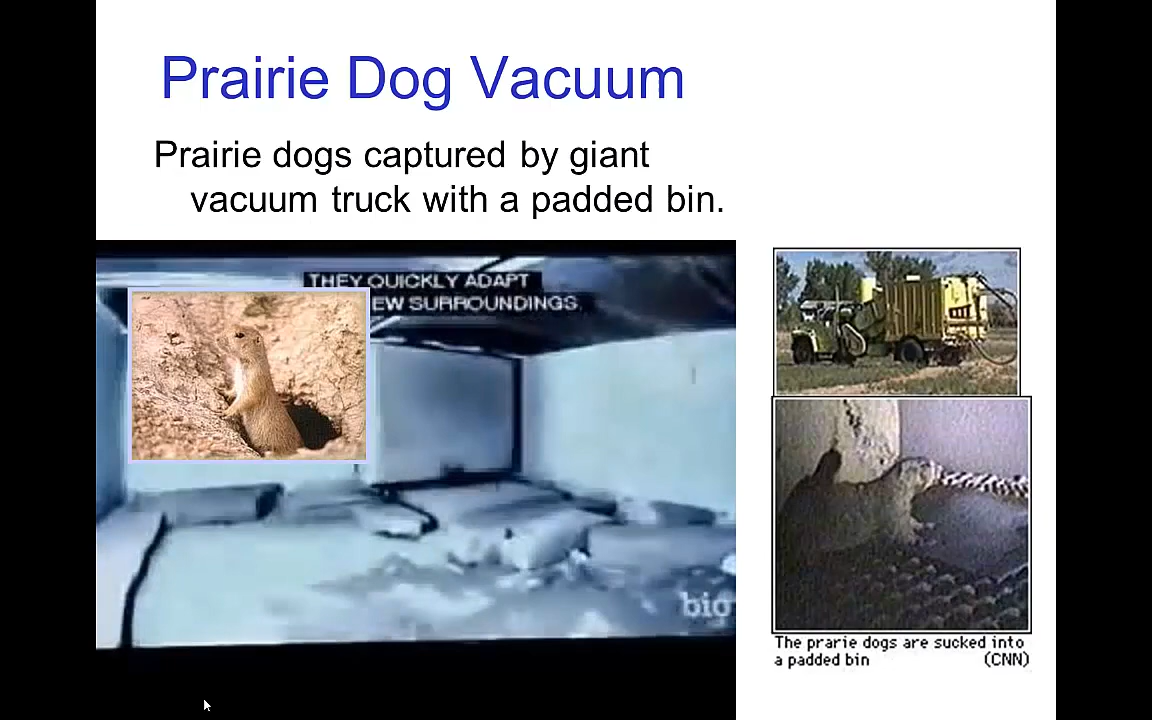 Prairie Dog Vacuum
Prairie dogs captured by giant
vacuum truck with a padded bin.
THEY QUICKLY ADAPT
EW SURROUNDINGS.
bio
The prarie dogs are sucked into
a padded bin (CNN)